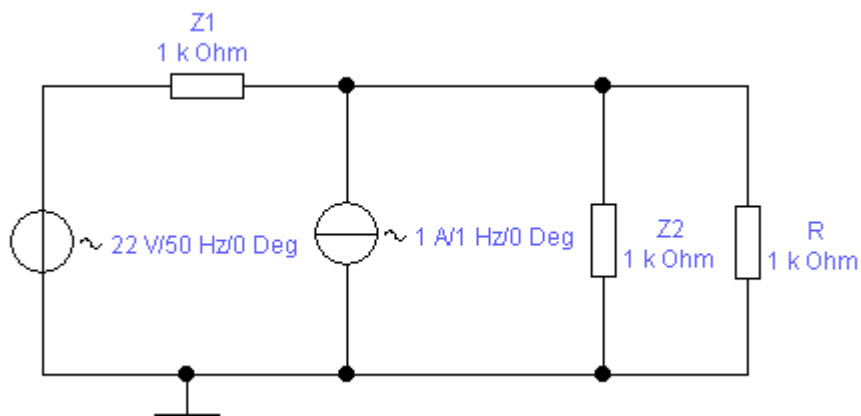 Z1
1 k Ohm
22 V/50 Hz/0 Deg
1 A/1 Hz/0 Deg
Z2
1 k Ohm
R
1 k Ohm